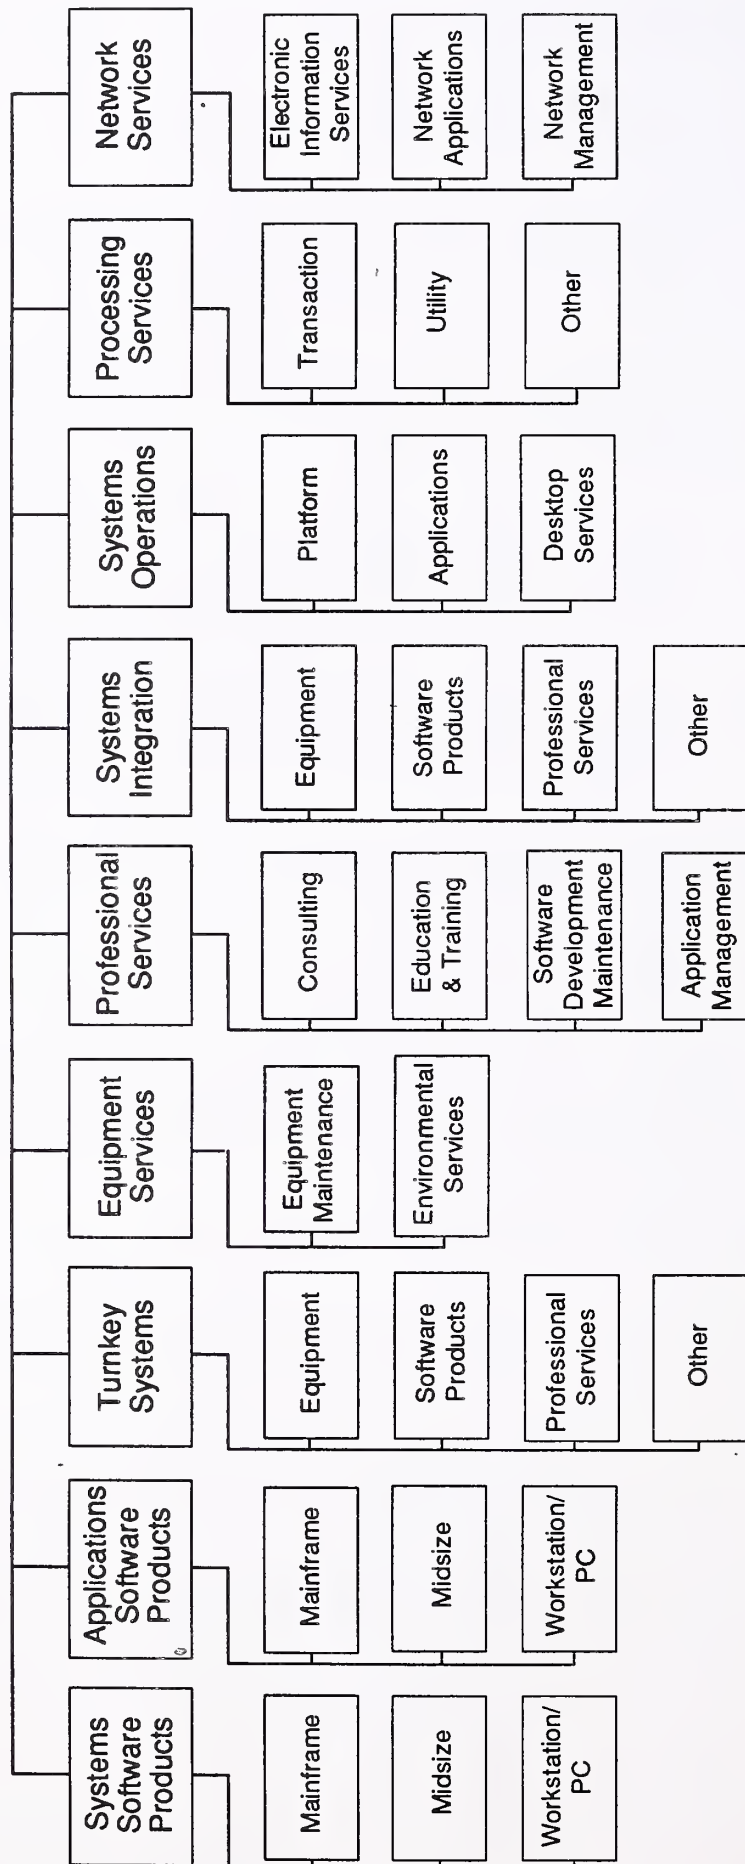 Systems
Software
Products
Mainframe
Midsize
Workstation/
PC
Applications
Software
Products
Mainframe
Midsize
Workstation/
PC
Turnkey
Systems
Equipment
Software
Products
Professional
Services
Other
Equipment
Services
Equipment
Maintenance
Environmental
Services
Professional
Services
Consulting
Education
& Training
Software
Development
Maintenance
Application
Management
Systems
Integration
Equipment
Software
Products
Professional
Services
Other
Systems
Operations
Platform
Applications
Desktop
Services
Processing
Services
Transaction
Utility
Other
Network
Services
Electronic
Information
Services
Network
Applications
Network
Management